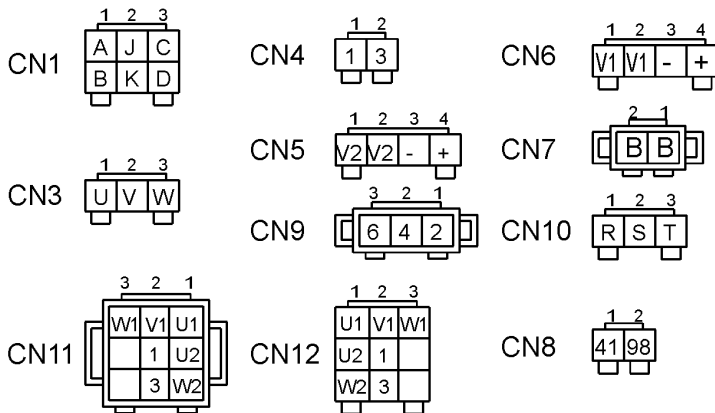 CN1
1 2 3
A J C
B K D
CN4
1 2
1 3
CN6
1 2 3 4
V1 V1 - +
CN5
1 2 3 4
V2 V2 - +
CN7
2 1
B B
CN3
1 2 3
U V W
CN9
3 2 1
6 4 2
CN10
1 2 3
R S T
CN11
3 2 1
W1 V1 U1
1 U2
3 W2
CN12
1 2 3
U1 V1 W1
U2 1
W2 3
CN8
1 2
41 98